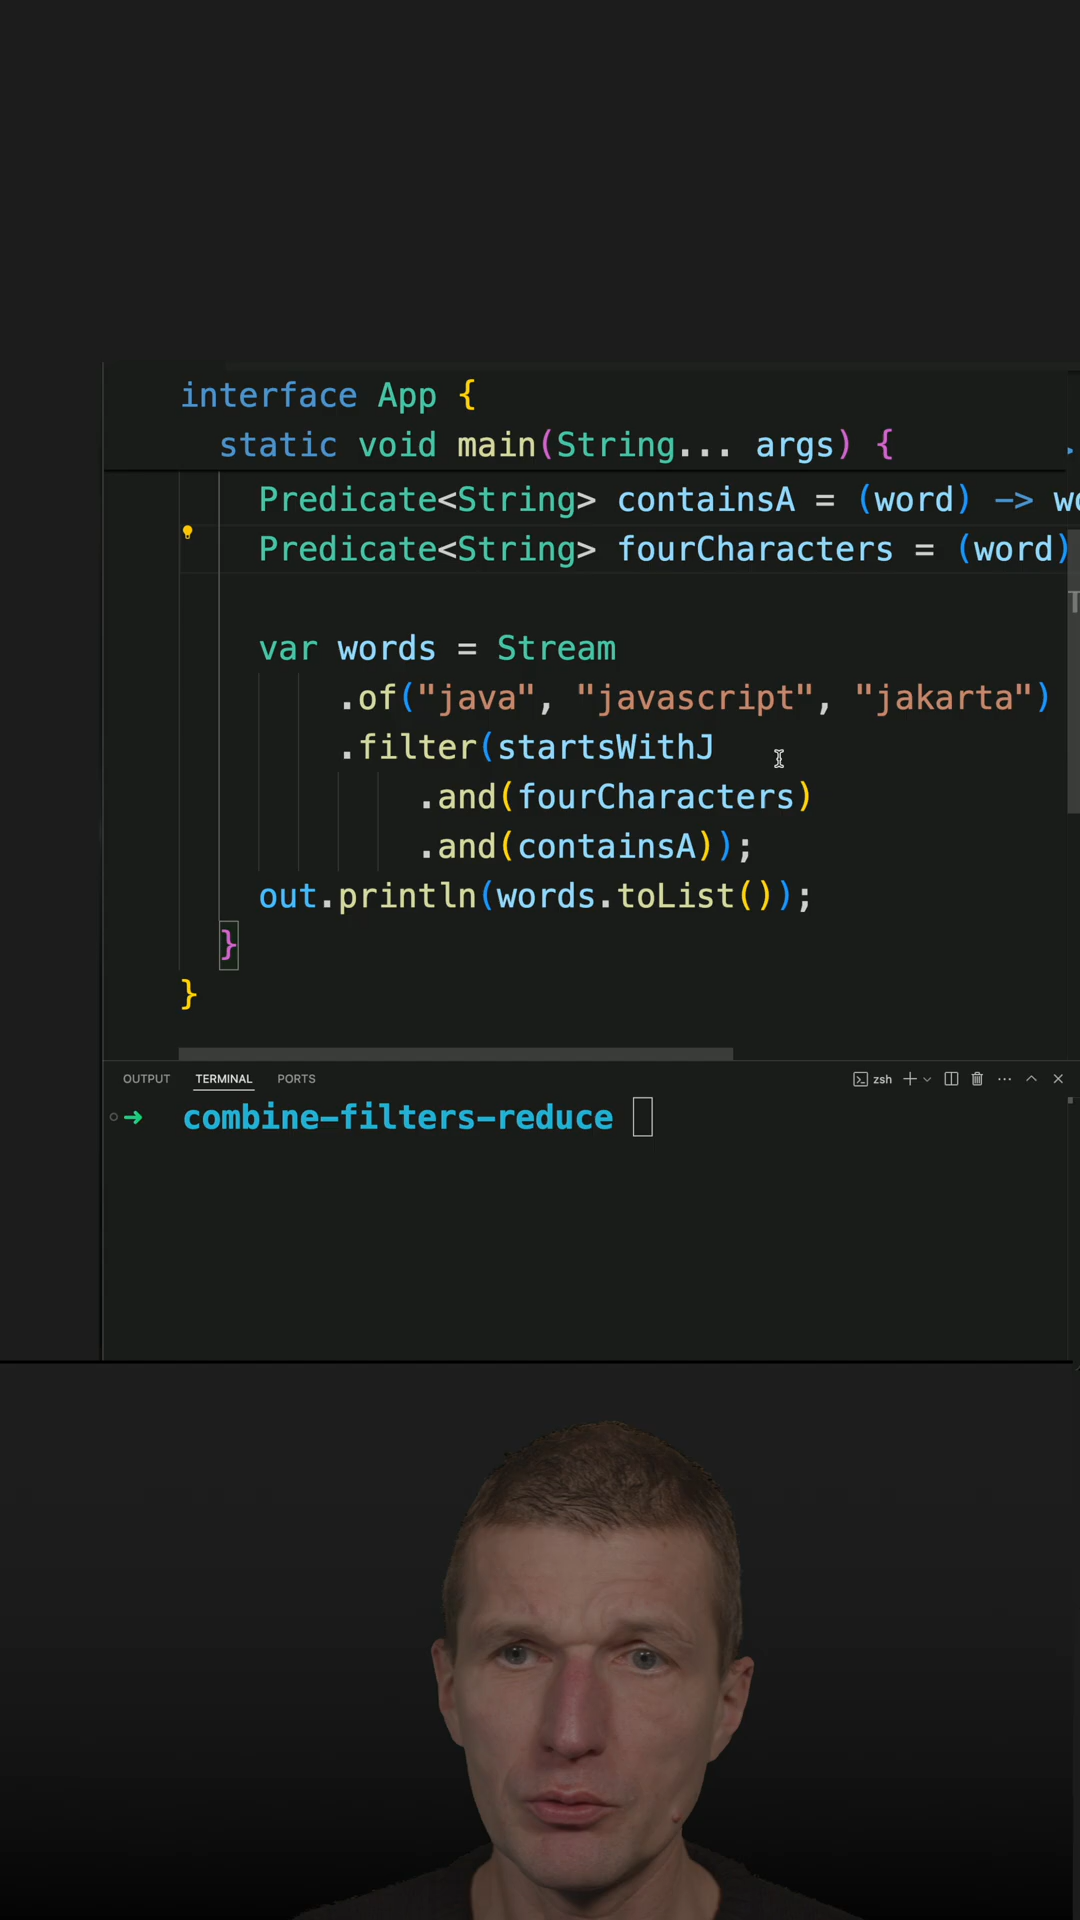 interface App {
static void main(String... args) {
Predicate<String> containsA = (word) -> wo
Predicate<String> fourCharacters = (word)
var words = Stream
.of("java", "javascript", "jakarta")
.filter(startsWithJ
.and(fourCharacters)
.and(containsA));
out.println(words.toList());
}
}
OUTPUT TERMINAL PORTS zsh
combine-filters-reduce